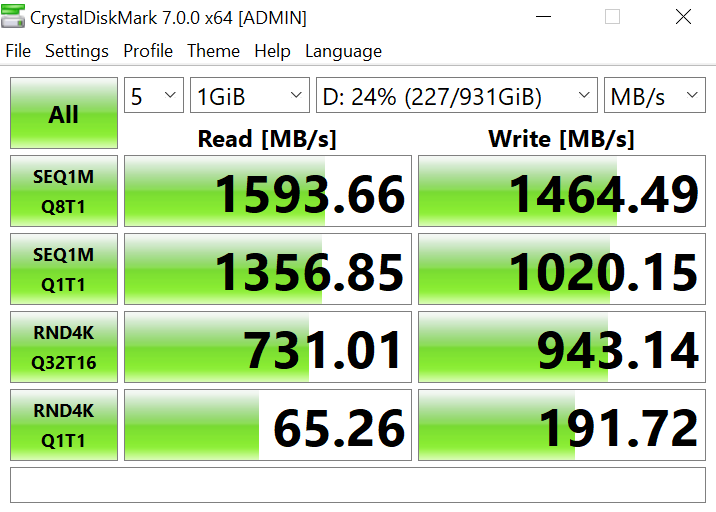 CrystalDiskMark 7.0.0 x64 [ADMIN]
File Settings Profile Theme Help Language
All 5 1GiB D: 24% (227/931GiB) MB/s
Read [MB/s] Write [MB/s]
SEQ1M
Q8T1
1593.66 1464.49
SEQ1M
Q1T1
1356.85 1020.15
RND4K
Q32T16
731.01 943.14
RND4K
Q1T1
65.26 191.72